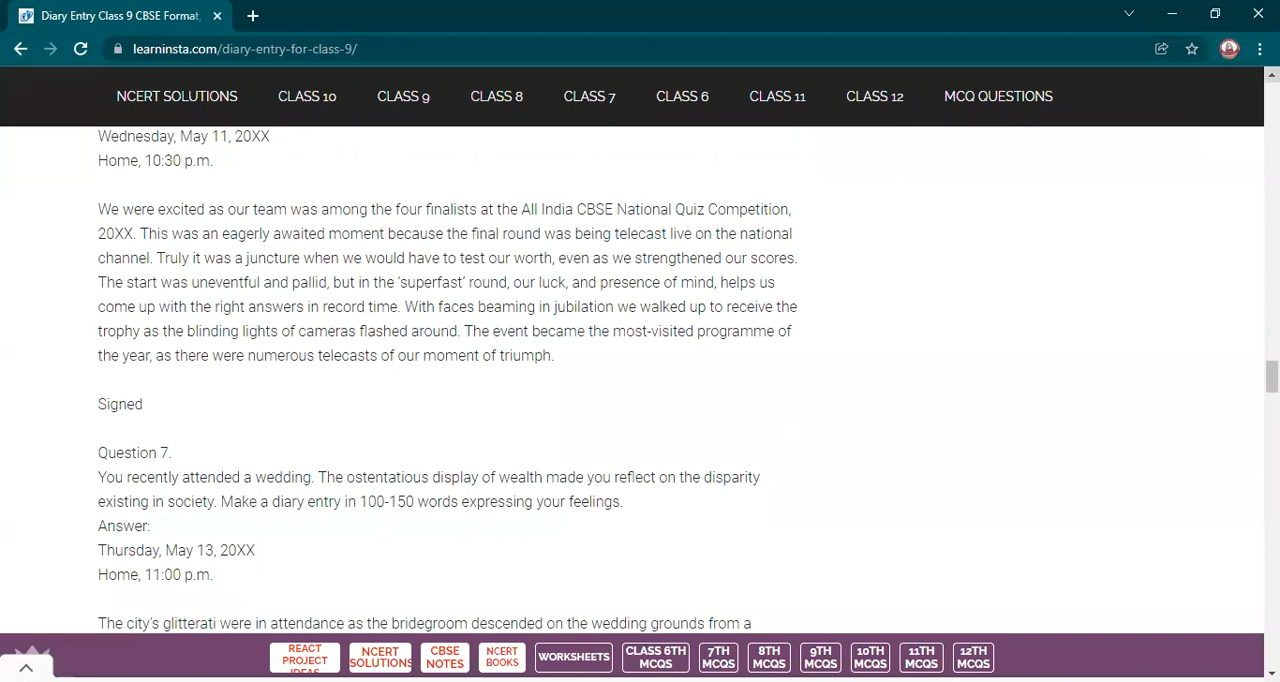 Diary Entry Class 9 CBSE Format,
learninsta.com/diary-entry-for-class-9/
NCERT SOLUTIONS CLASS 10 CLASS 9 CLASS 8 CLASS 7 CLASS 6 CLASS 11 CLASS 12 MCQ QUESTIONS
Wednesday, May 11, 20XX
Home, 10:30 p.m.
We were excited as our team was among the four finalists at the All India CBSE National Quiz Competition,
20XX. This was an eagerly awaited moment because the final round was being telecast live on the national
channel. Truly it was a juncture when we would have to test our worth, even as we strengthened our scores.
The start was uneventful and pallid, but in the ‘superfast’ round, our luck, and presence of mind, helps us
come up with the right answers in record time. With faces beaming in jubilation we walked up to receive the
trophy as the blinding lights of cameras flashed around. The event became the most-visited programme of
the year, as there were numerous telecasts of our moment of triumph.
Signed
Question 7.
You recently attended a wedding. The ostentatious display of wealth made you reflect on the disparity
existing in society. Make a diary entry in 100-150 words expressing your feelings.
Answer:
Thursday, May 13, 20XX
Home, 11:00 p.m.
The city’s glitterati were in attendance as the bridegroom descended on the wedding grounds from a
REACT PROJECT IDEAS NCERT SOLUTIONS CBSE NOTES NCERT BOOKS WORKSHEETS CLASS 6TH MCQS 7TH MCQS 8TH MCQS 9TH MCQS 10TH MCQS 11TH MCQS 12TH MCQS